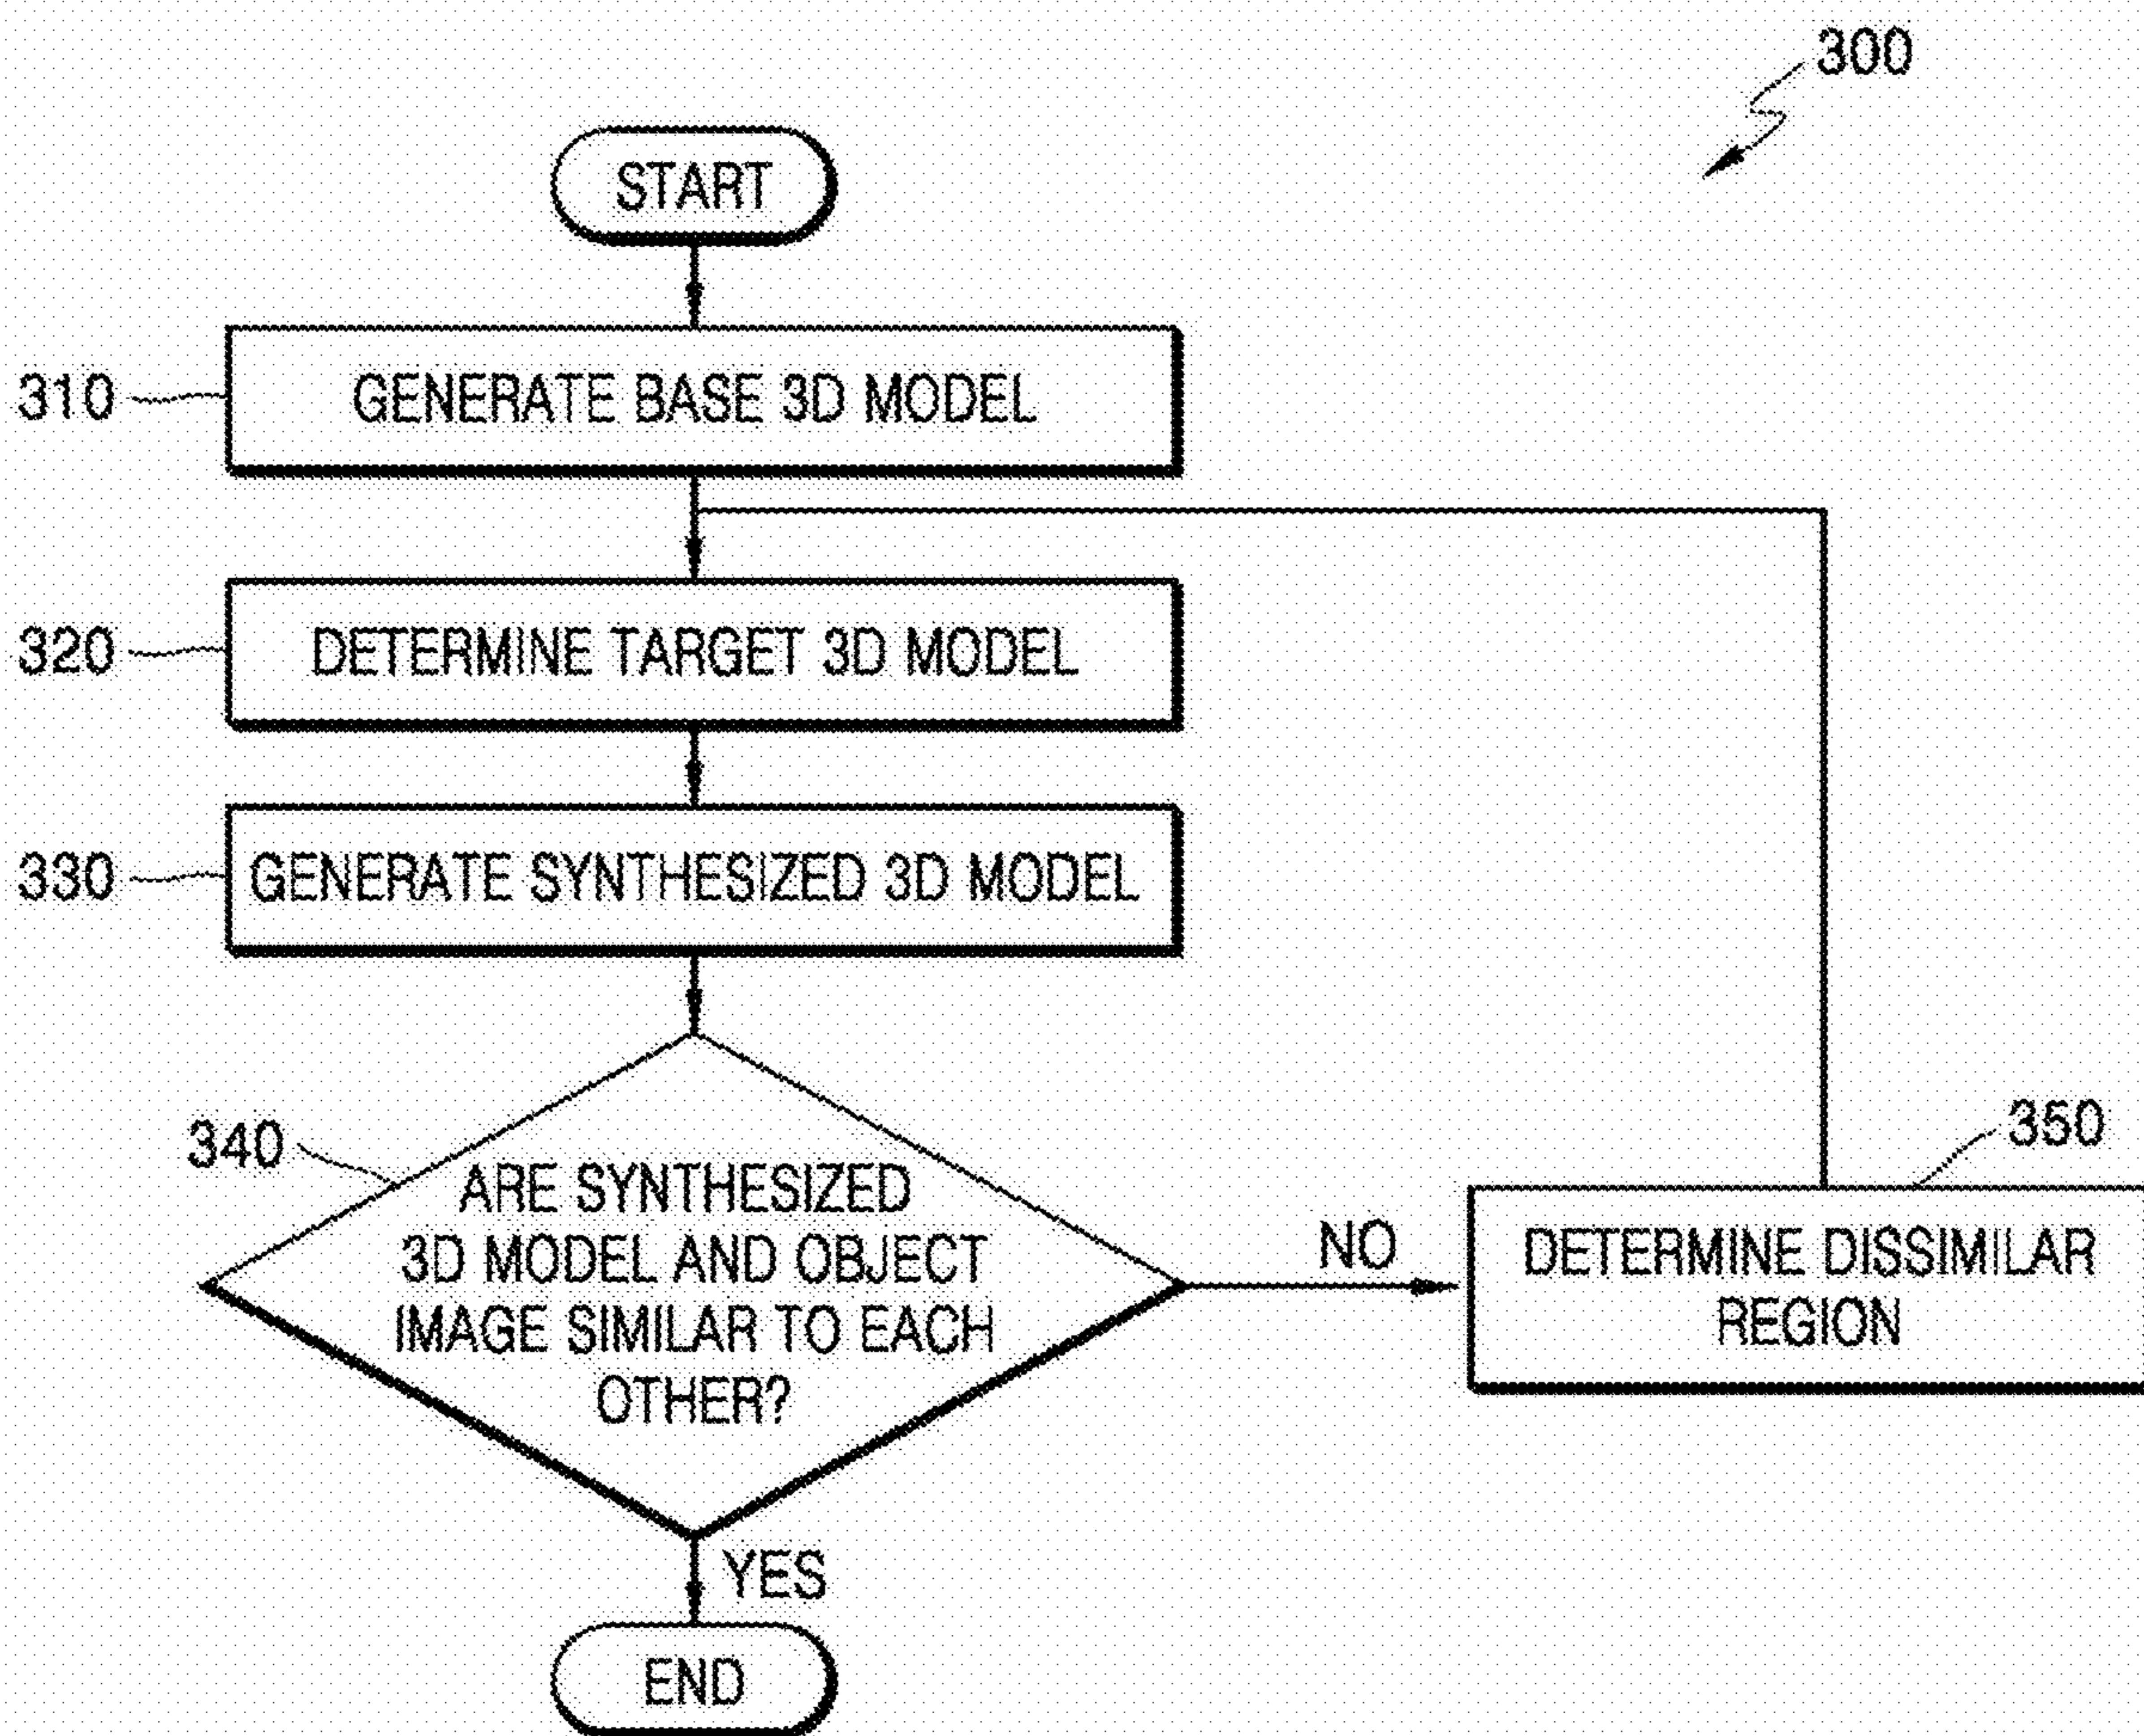 300
START
310
GENERATE BASE 3D MODEL
320
DETERMINE TARGET 3D MODEL
330
GENERATE SYNTHESIZED 3D MODEL
340
ARE SYNTHESIZED
3D MODEL AND OBJECT
IMAGE SIMILAR TO EACH
OTHER?
NO
350
DETERMINE DISSIMILAR
REGION
YES
END